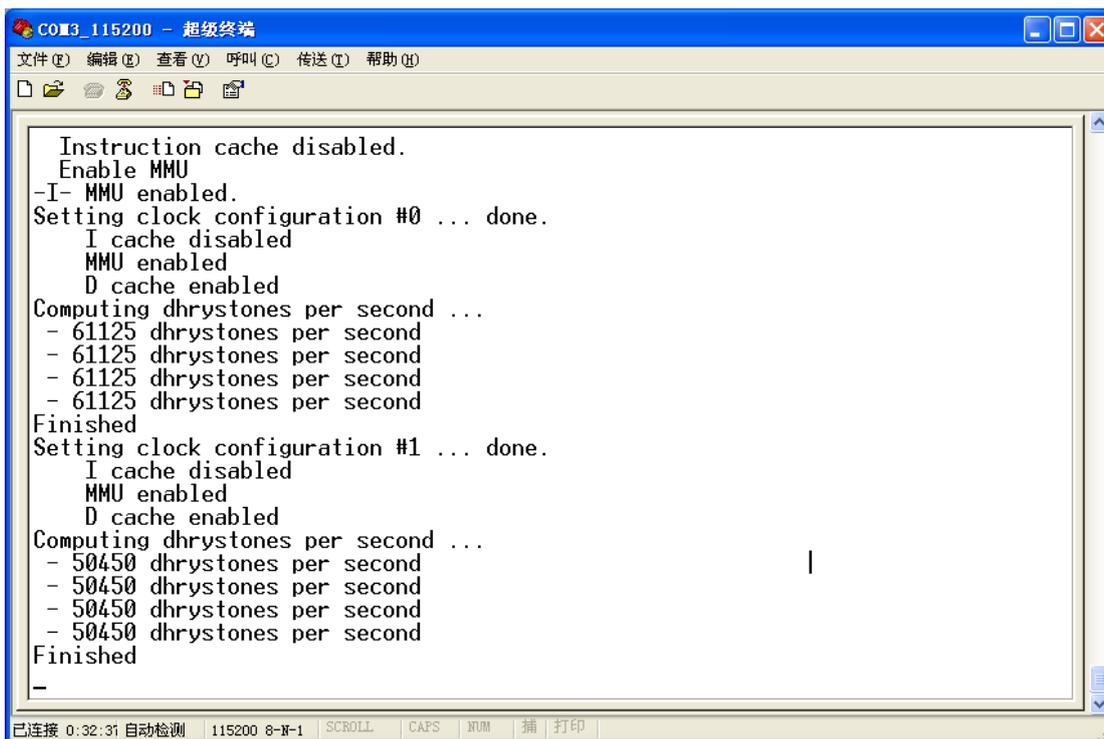 COM3_115200 - 超级终端
文件(F) 编辑(E) 查看(V) 呼叫(C) 传送(T) 帮助(H)
Instruction cache disabled.
Enable MMU
-I- MMU enabled.
Setting clock configuration #0 ... done.
I cache disabled
MMU enabled
D cache enabled
Computing dhrystones per second ...
- 61125 dhrystones per second
- 61125 dhrystones per second
- 61125 dhrystones per second
- 61125 dhrystones per second
Finished
Setting clock configuration #1 ... done.
I cache disabled
MMU enabled
D cache enabled
Computing dhrystones per second ...
- 50450 dhrystones per second
- 50450 dhrystones per second
- 50450 dhrystones per second
- 50450 dhrystones per second
Finished
已连接 0:32:37 自动检测 115200 8-N-1 SCROLL CAPS NUM 捕 打印